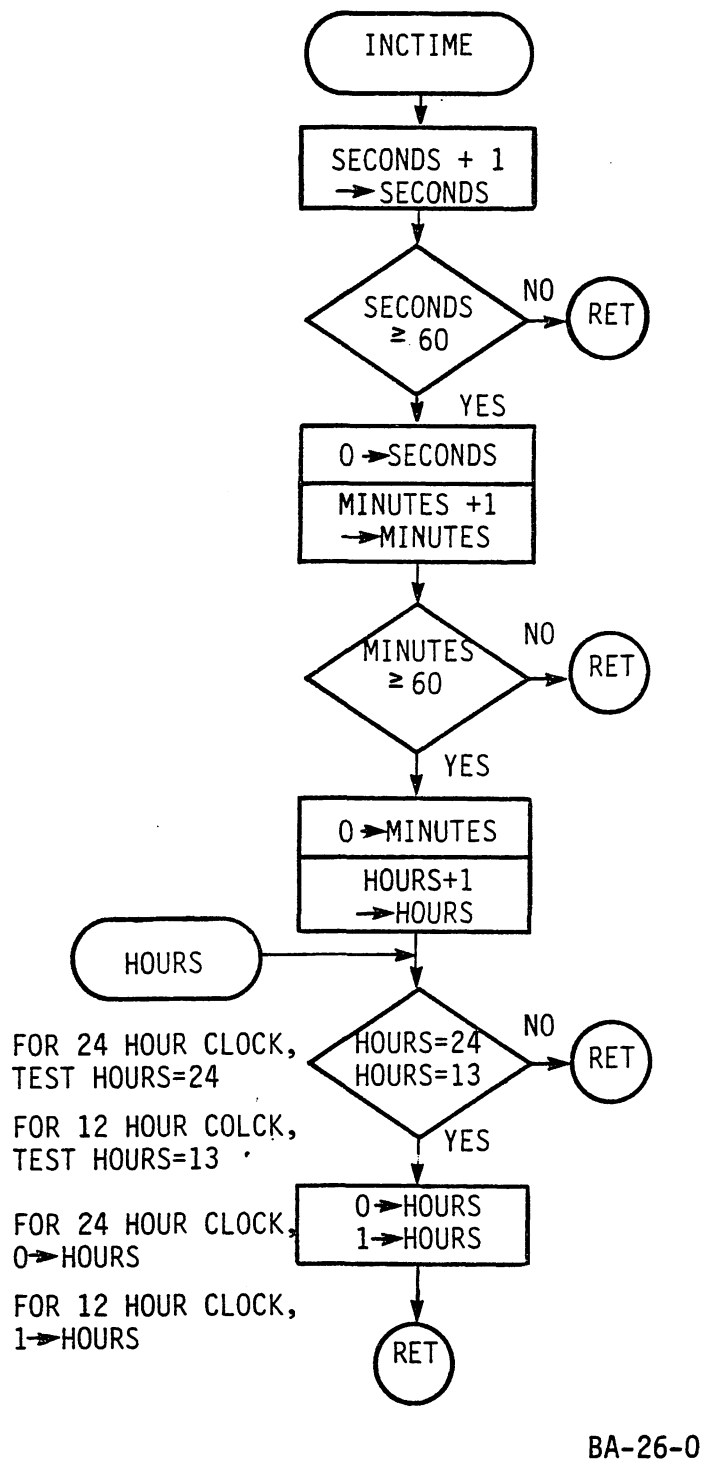 INCTIME
SECONDS + 1
→SECONDS
SECONDS
≥ 60
NO
RET
YES
0→SECONDS
MINUTES +1
→MINUTES
MINUTES
≥ 60
NO
RET
YES
0→MINUTES
HOURS+1
→HOURS
HOURS
HOURS=24
HOURS=13
NO
RET
FOR 24 HOUR CLOCK,
TEST HOURS=24
FOR 12 HOUR COLCK,
TEST HOURS=13
YES
0→HOURS
1→HOURS
FOR 24 HOUR CLOCK,
0→HOURS
FOR 12 HOUR CLOCK,
1→HOURS
RET
BA-26-0